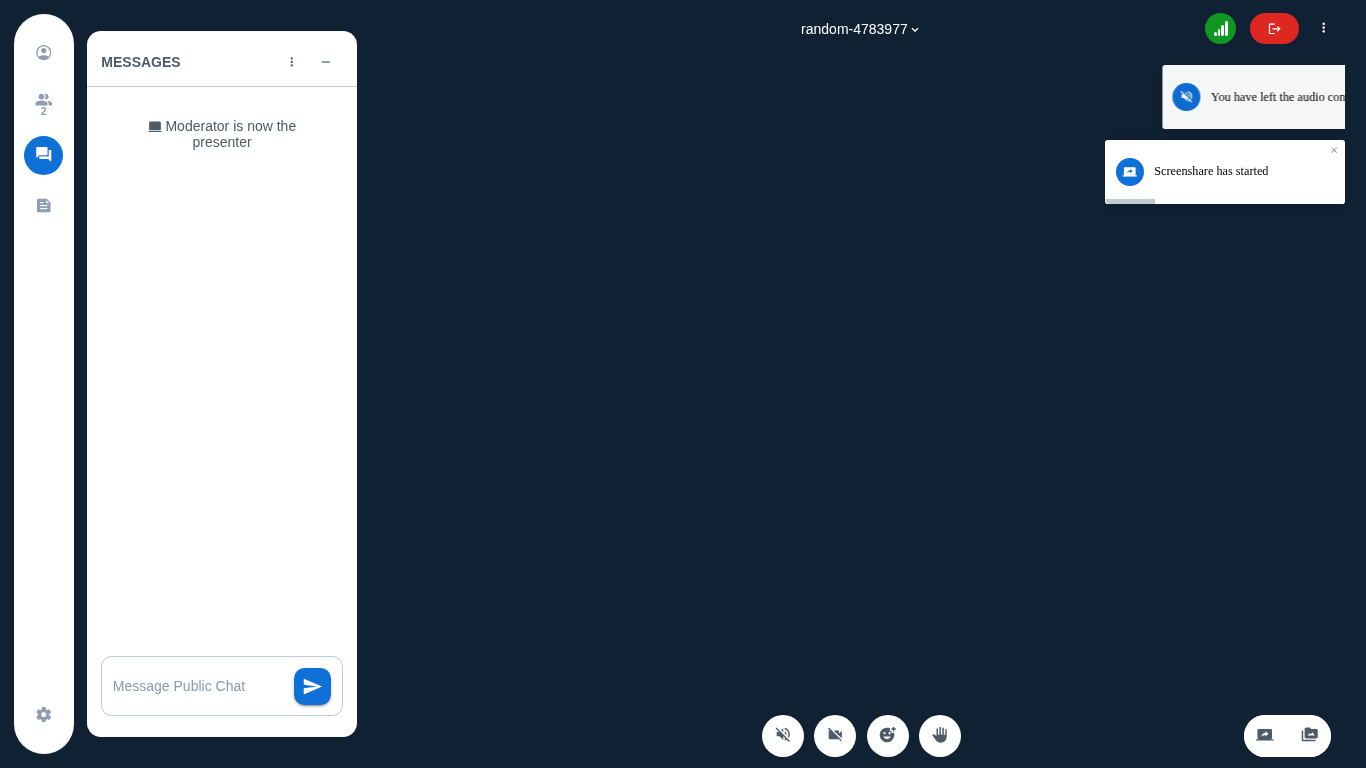 random-4783977
MESSAGES
You have left the audio con
2
Moderator is now the
presenter
Screenshare has started
Message Public Chat